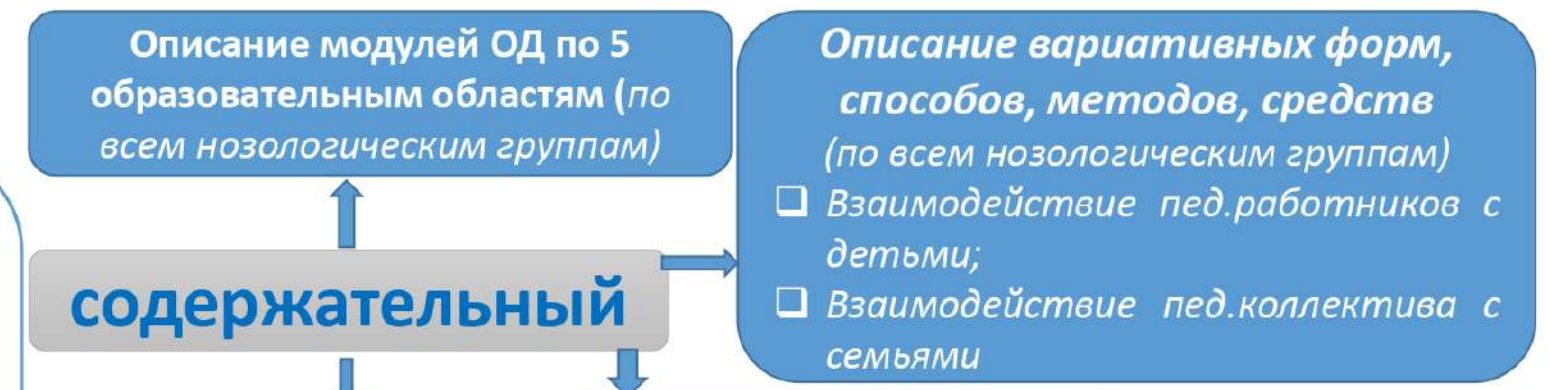 Описание модулей ОД по 5
образовательным областям (по
всем нозологическим группам)
Описание вариативных форм,
способов, методов, средств
(по всем нозологическим группам)
❑ Взаимодействие пед.работников с
детьми;
❑ Взаимодействие пед.коллектива с
семьями
содержательный